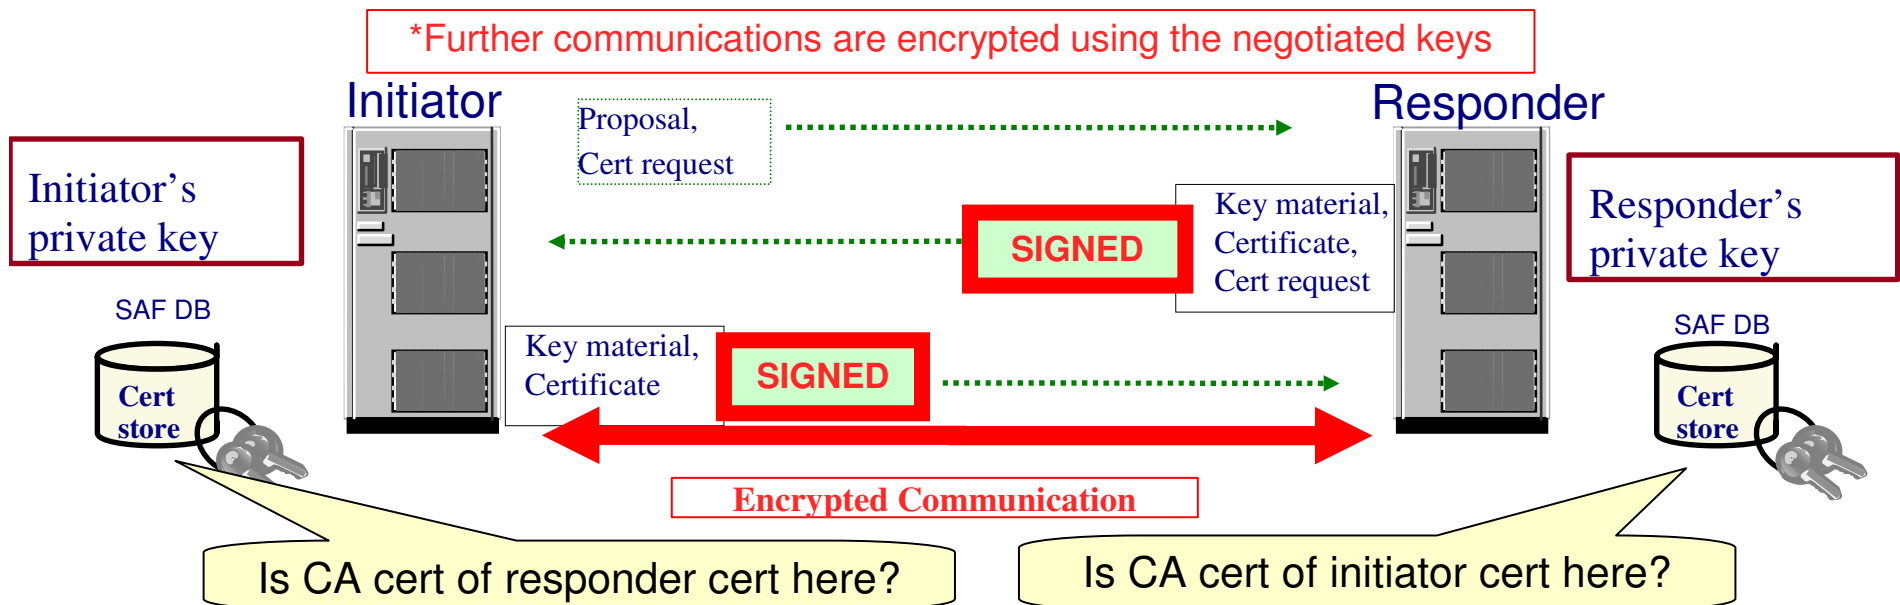 *Further communications are encrypted using the negotiated keys
Initiator
Responder
Proposal,
Cert request
Initiator's
private key
Key material,
Certificate,
Cert request
SIGNED
Responder's
private key
SAF DB
Cert
store
Key material,
Certificate
SIGNED
SAF DB
Cert
store
Encrypted Communication
Is CA cert of responder cert here?
Is CA cert of initiator cert here?